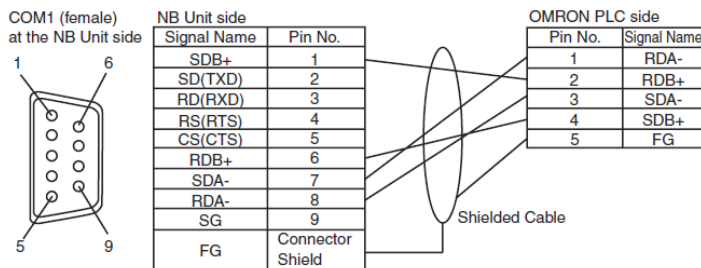 COM1 (female)
at the NB Unit side
1
6
5
9
NB Unit side
Signal Name Pin No.
SDB+ 1
SD(TXD) 2
RD(RXD) 3
RS(RTS) 4
CS(CTS) 5
RDB+ 6
SDA- 7
RDA- 8
SG 9
FG Connector
Shield
Shielded Cable
OMRON PLC side
Pin No. Signal Name
1 RDA-
2 RDB+
3 SDA-
4 SDB+
5 FG